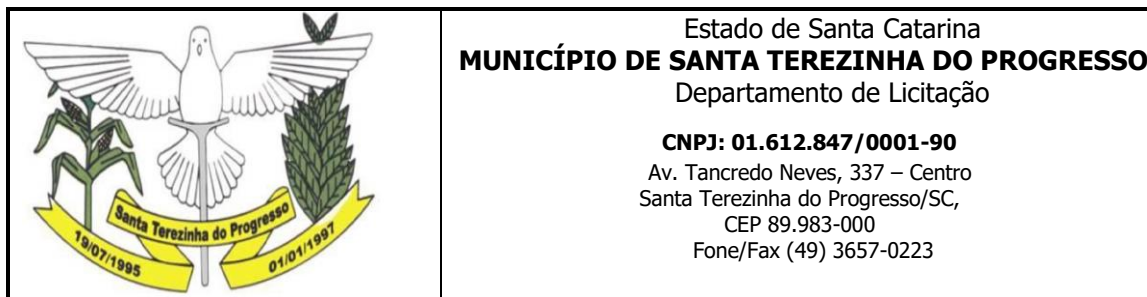 Santa Terezinha do Progresso
19/07/1995
01/01/1997
Estado de Santa Catarina
MUNICÍPIO DE SANTA TEREZINHA DO PROGRESSO
Departamento de Licitação
CNPJ: 01.612.847/0001-90
Av. Tancredo Neves, 337 – Centro
Santa Terezinha do Progresso/SC,
CEP 89.983-000
Fone/Fax (49) 3657-0223